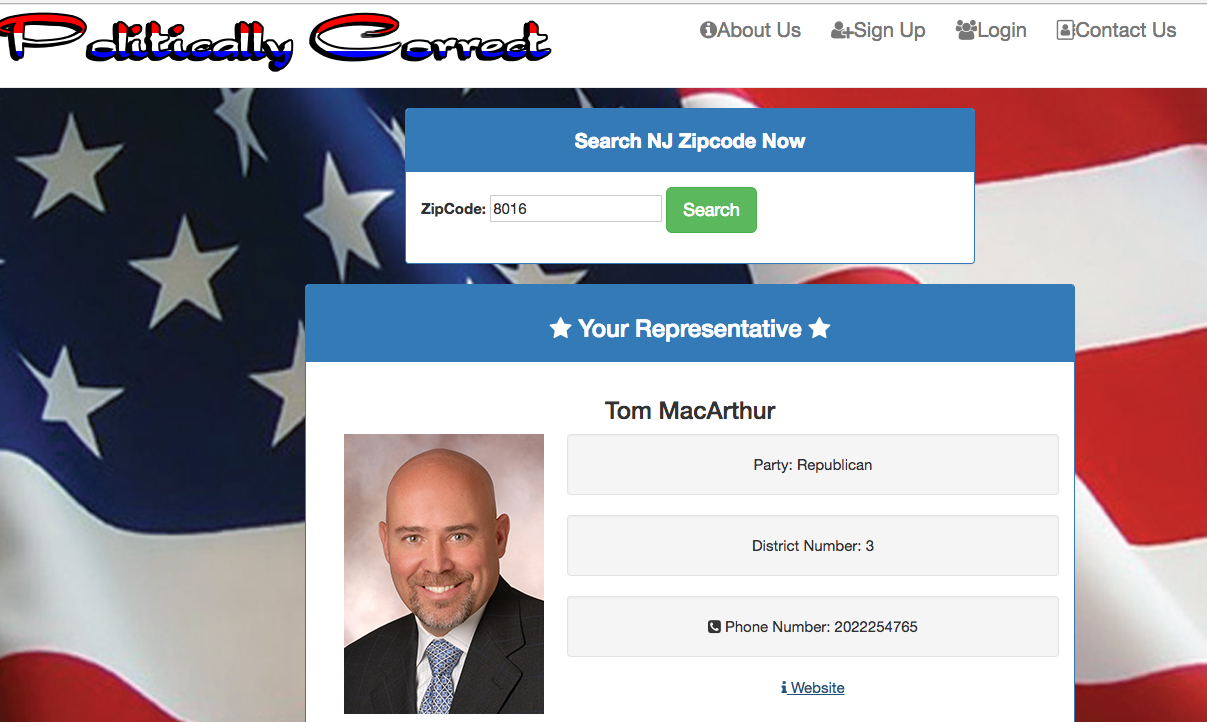 Politically Correct
About Us Sign Up Login Contact Us
Search NJ Zipcode Now
ZipCode: 8016 Search
Your Representative
Tom MacArthur
Party: Republican
District Number: 3
Phone Number: 2022254765
Website